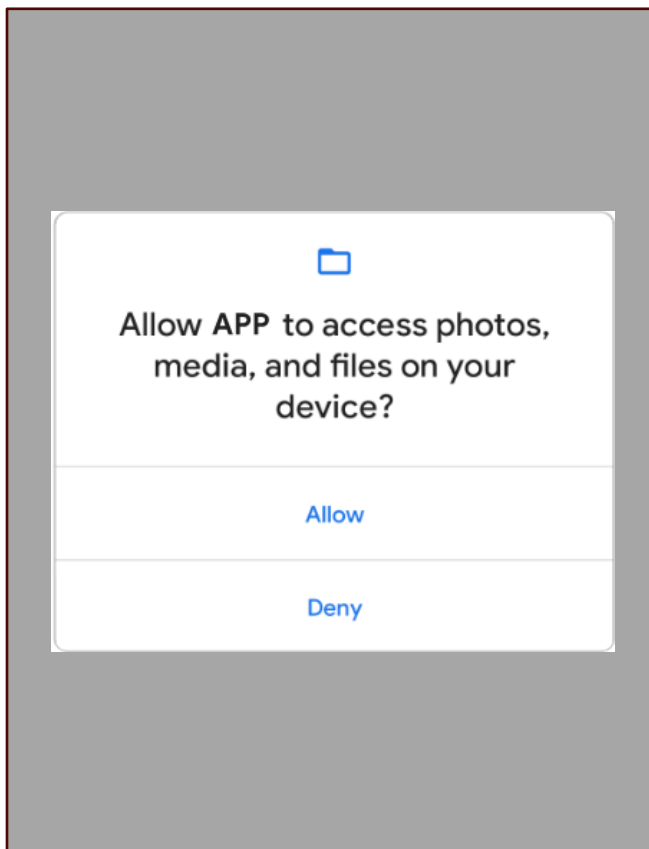 Allow APP to access photos,
media, and files on your
device?
Allow
Deny